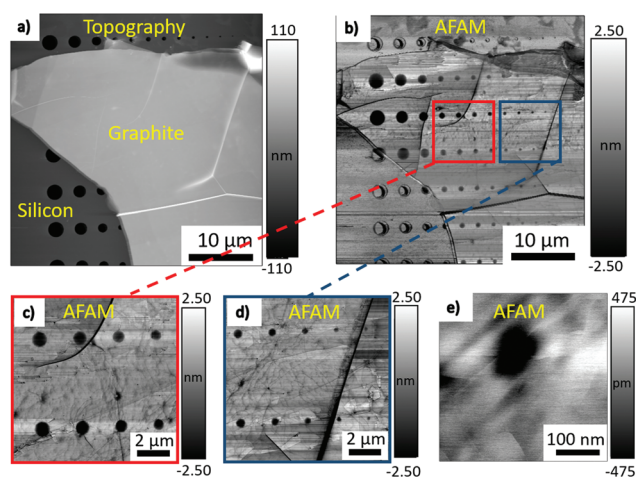 a)
Topography
Graphite
Silicon
10 µm
110
nm
-110
b)
AFAM
10 µm
2.50
nm
-2.50
c)
AFAM
2 µm
2.50
nm
-2.50
d)
AFAM
2 µm
2.50
nm
-2.50
e)
AFAM
100 nm
475
pm
-475